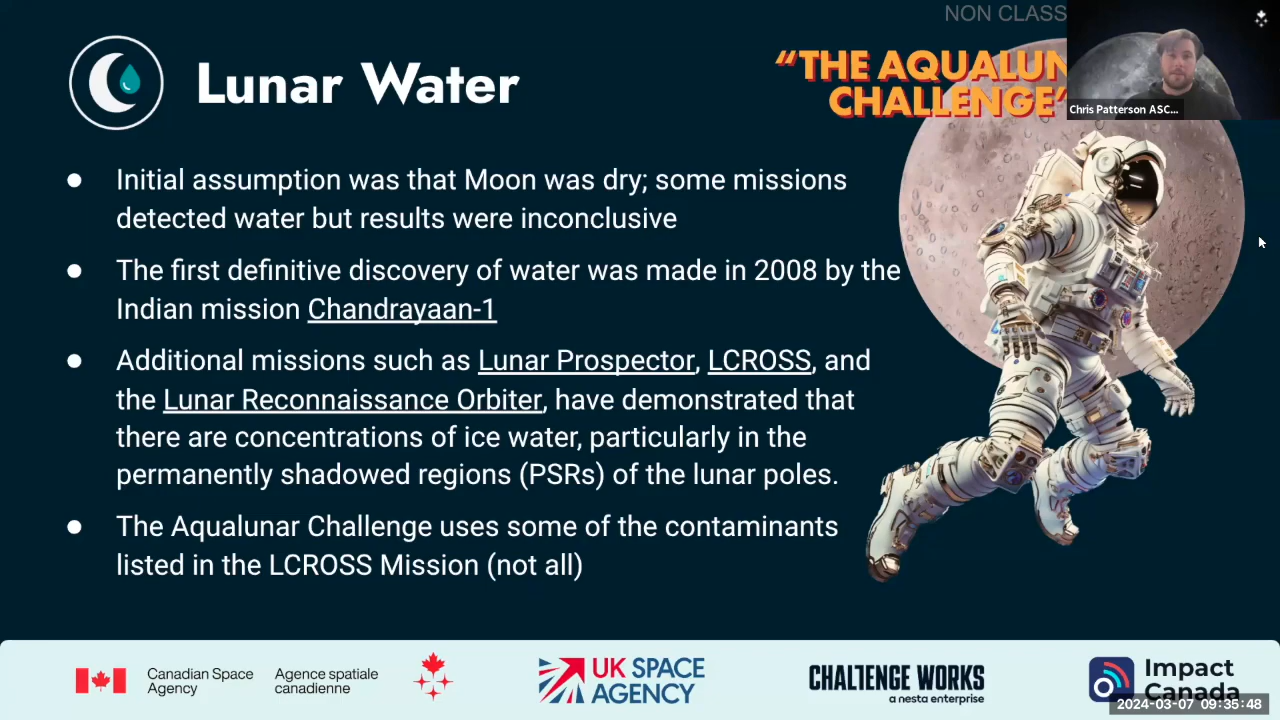 NON CLASS
Lunar Water
“THE AQUALUN
CHALLENGE”
Chris Patterson ASC...
● Initial assumption was that Moon was dry; some missions
detected water but results were inconclusive
● The first definitive discovery of water was made in 2008 by the
Indian mission Chandrayaan-1
● Additional missions such as Lunar Prospector, LCROSS, and
the Lunar Reconnaissance Orbiter, have demonstrated that
there are concentrations of ice water, particularly in the
permanently shadowed regions (PSRs) of the lunar poles.
● The Aqualunar Challenge uses some of the contaminants
listed in the LCROSS Mission (not all)
Canadian Space
Agency
Agence spatiale
canadienne
UK SPACE
AGENCY
CHALLENGE WORKS
a nesta enterprise
Impact
Canada
2024-03-07 09:35:48